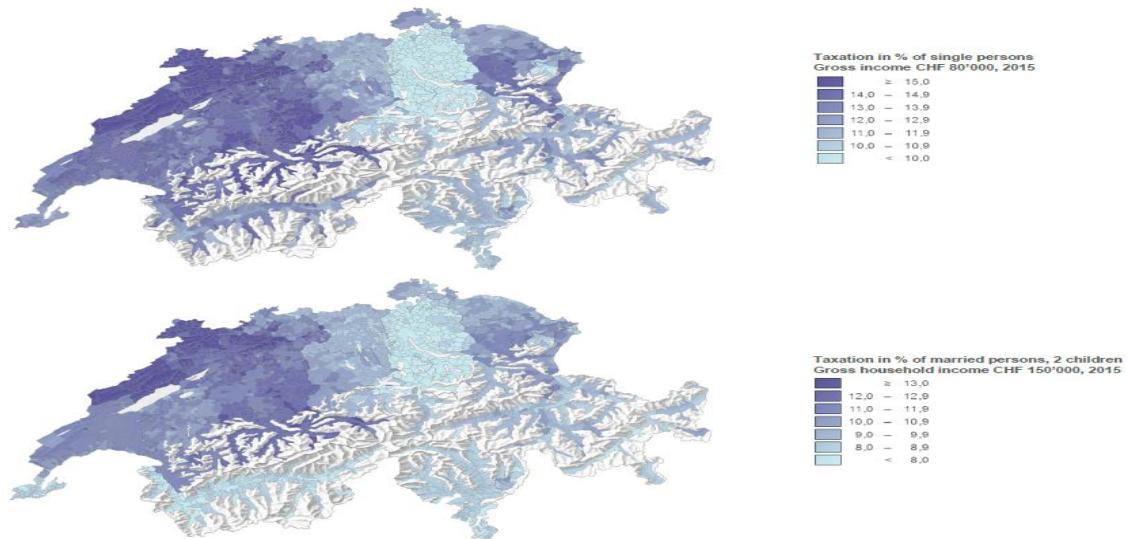 Taxation in % of single persons
Gross income CHF 80'000, 2015
≥ 15,0
14,0 – 14,9
13,0 – 13,9
12,0 – 12,9
11,0 – 11,9
10,0 – 10,9
< 10,0
Taxation in % of married persons, 2 children
Gross household income CHF 150'000, 2015
≥ 13,0
12,0 – 12,9
11,0 – 11,9
10,0 – 10,9
9,0 – 9,9
8,0 – 8,9
< 8,0